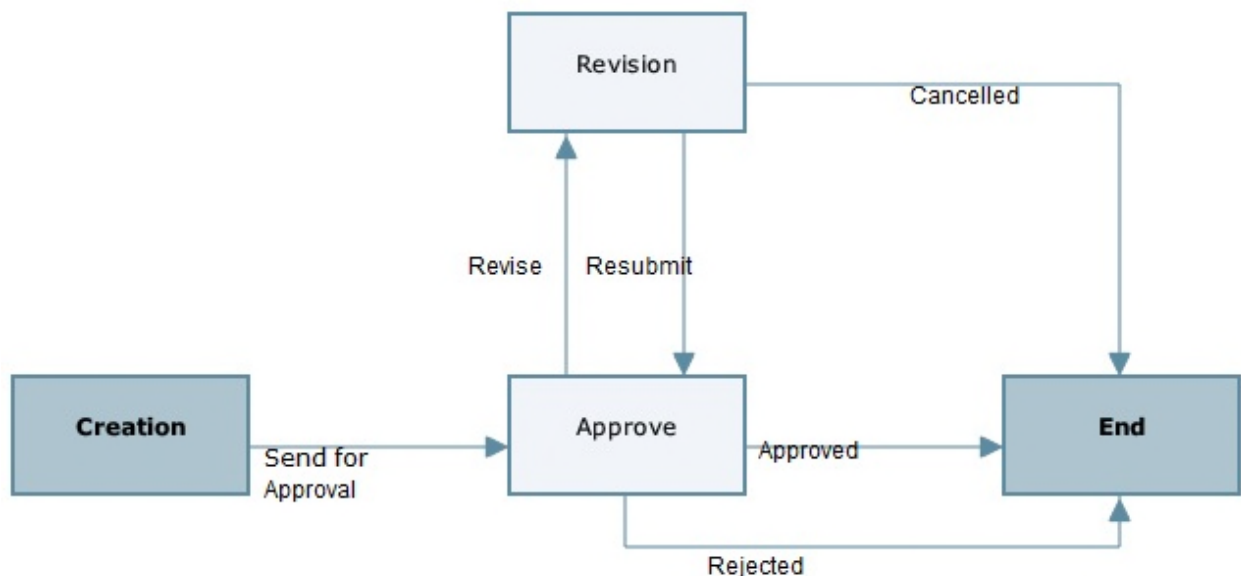 Revision
Cancelled
Revise
Resubmit
Creation
Send for
Approval
Approve
Approved
End
Rejected